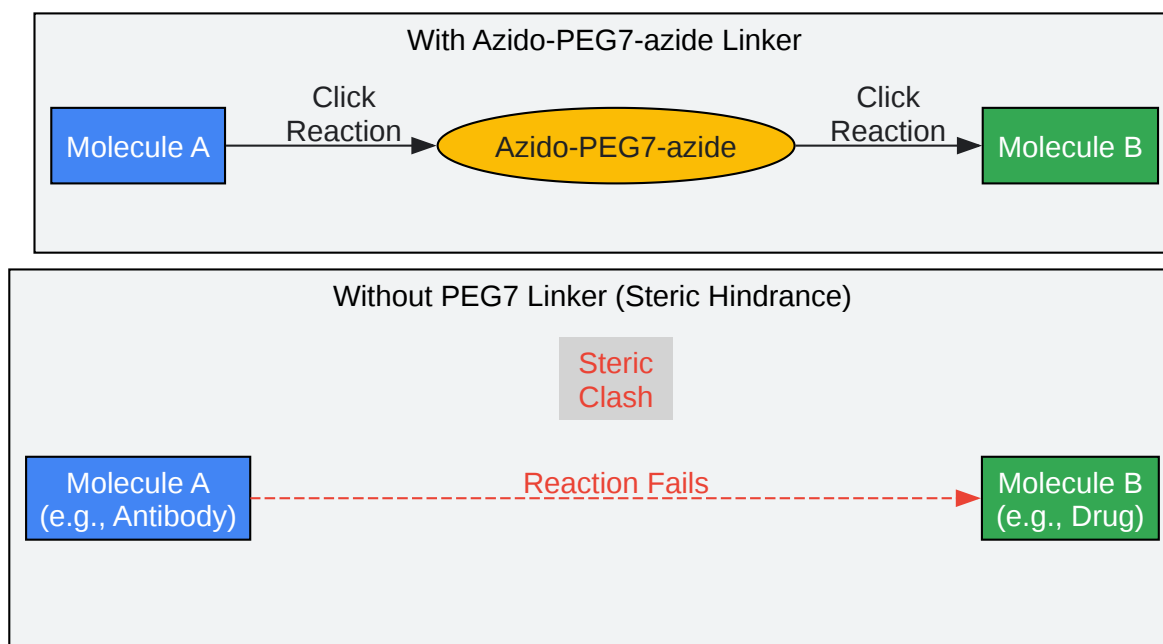 With Azido-PEG7-azide Linker
Click
Reaction
Click
Reaction
Molecule A
Azido-PEG7-azide
Molecule B
Without PEG7 Linker (Steric Hindrance)
Steric
Clash
Molecule A
(e.g., Antibody)
Reaction Fails
Molecule B
(e.g., Drug)